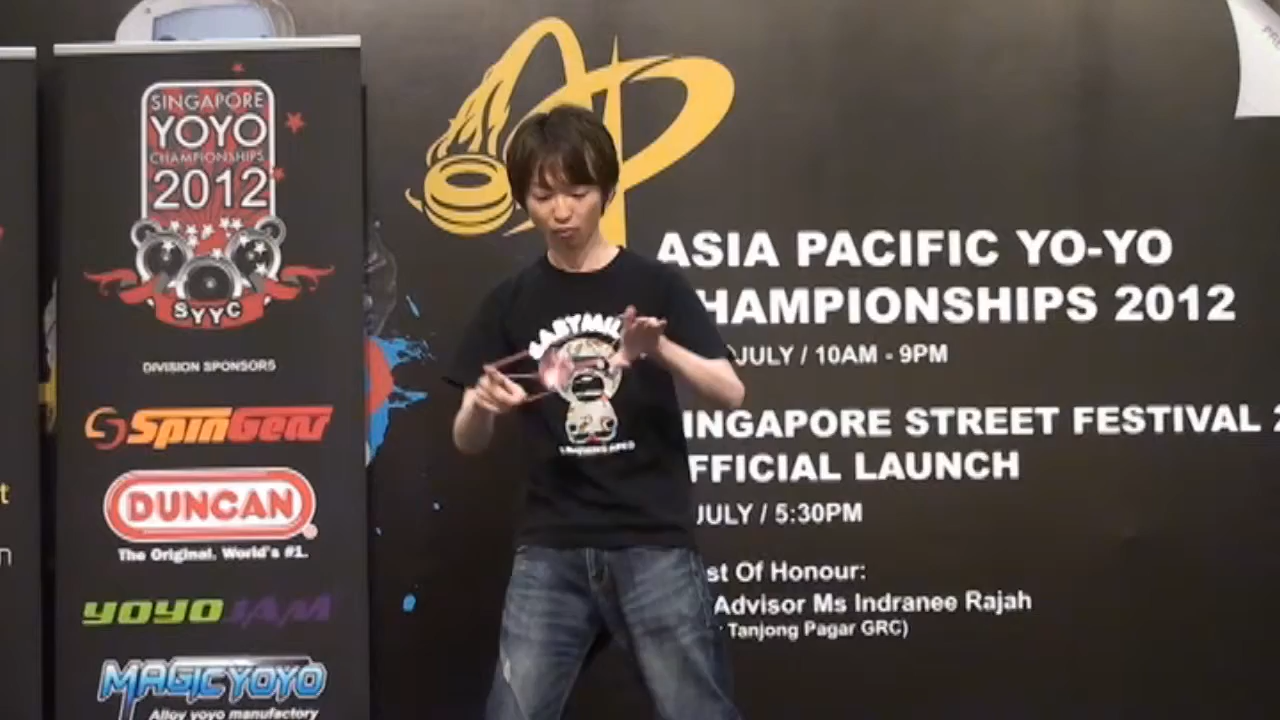 SINGAPORE
YOYO
CHAMPIONSHIPS
2012
SYYC
DIVISION SPONSORS
SPINGEAR
DUNCAN
The Original. World's #1.
YOYOJAM
MAGICYOYO
Alloy yoyo manufactory
BABYMIL
ASIA PACIFIC YO-YO
HAMPIONSHIPS 2012
JULY / 10AM - 9PM
INGAPORE STREET FESTIVAL 2
FFICIAL LAUNCH
JULY / 5:30PM
st Of Honour:
Advisor Ms Indranee Rajah
Tanjong Pagar GRC)